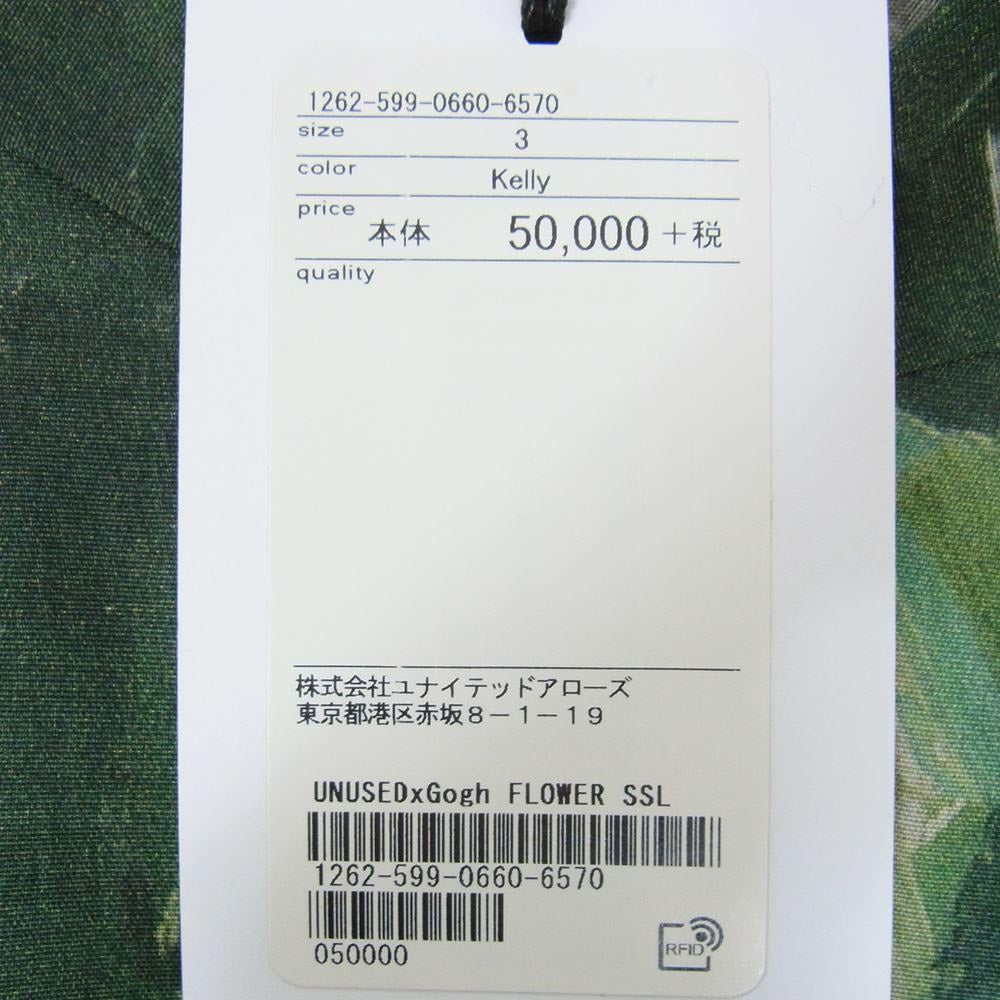 1262-599-0660-6570
size 3
color Kelly
price 本体 50,000 +税
quality
株式会社ユナイテッドアローズ
東京都港区赤坂8-1-19
UNUSEDxGogh FLOWER SSL
1262-599-0660-6570
050000
RFID